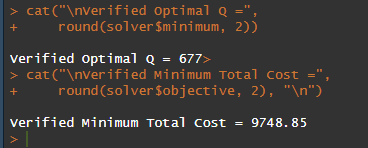 > cat("\nVerified Optimal Q =",
+     round(solver$minimum, 2))
Verified Optimal Q = 677>
> cat("\nVerified Minimum Total Cost =",
+     round(solver$objective, 2), "\n")
Verified Minimum Total Cost = 9748.85
>